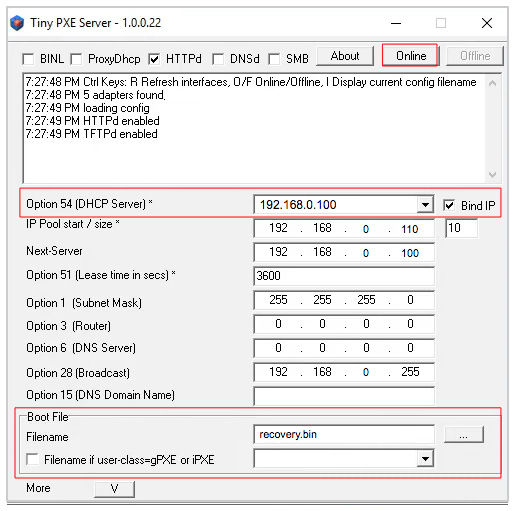 Tiny PXE Server - 1.0.0.22
BINL ProxyDhcp HTTPd DNSd SMB About Online Offline
7:27:48 PM Ctrl Keys: R Refresh interfaces, O/F Online/Offline, I Display current config filename
7:27:48 PM 5 adapters found,
7:27:49 PM loading config
7:27:49 PM HTTPd enabled
7:27:49 PM TFTPd enabled
Option 54 (DHCP Server) * 192.168.0.100 Bind IP
IP Pool start / size * 192 . 168 . 0 . 110 10
Next-Server 192 . 168 . 0 . 100
Option 51 (Lease time in secs) * 3600
Option 1 (Subnet Mask) 255 . 255 . 255 . 0
Option 3 (Router) 0 . 0 . 0 . 0
Option 6 (DNS Server) 0 . 0 . 0 . 0
Option 28 (Broadcast) 192 . 168 . 0 . 255
Option 15 (DNS Domain Name)
Boot File
Filename recovery.bin ...
Filename if user-class=gPXE or iPXE
More V